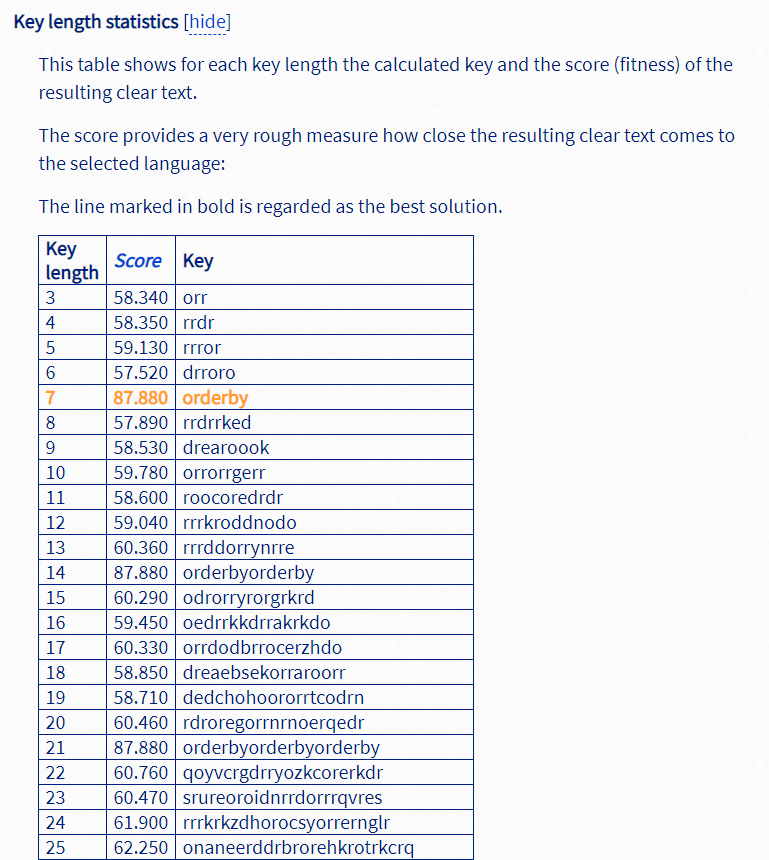 Key length statistics [hide]
This table shows for each key length the calculated key and the score (fitness) of the
resulting clear text.
The score provides a very rough measure how close the resulting clear text comes to
the selected language:
The line marked in bold is regarded as the best solution.
Key length Score Key
3 58.340 orr
4 58.350 rrdr
5 59.130 rrror
6 57.520 drroro
7 87.880 orderby
8 57.890 rrdrrked
9 58.530 drearoook
10 59.780 orrorrgerr
11 58.600 roocoredrdr
12 59.040 rrrkroddnodo
13 60.360 rrrddorrynrre
14 87.880 orderbyorderby
15 60.290 odrorryrorgrkrd
16 59.450 oedrrkkdrrakrkdo
17 60.330 orrdodbrrocerzhdo
18 58.850 dreaebsekorraroorr
19 58.710 dedchohoororrtcodrn
20 60.460 rdroregorrnrnoerqedr
21 87.880 orderbyorderbyorderby
22 60.760 qoyvcrgdrryozkcorerkdr
23 60.470 srureoroidnrrdorrrqvres
24 61.900 rrrkrkzdhorocsyorrernglr
25 62.250 onaneerddrbrorehkrotrkcrq